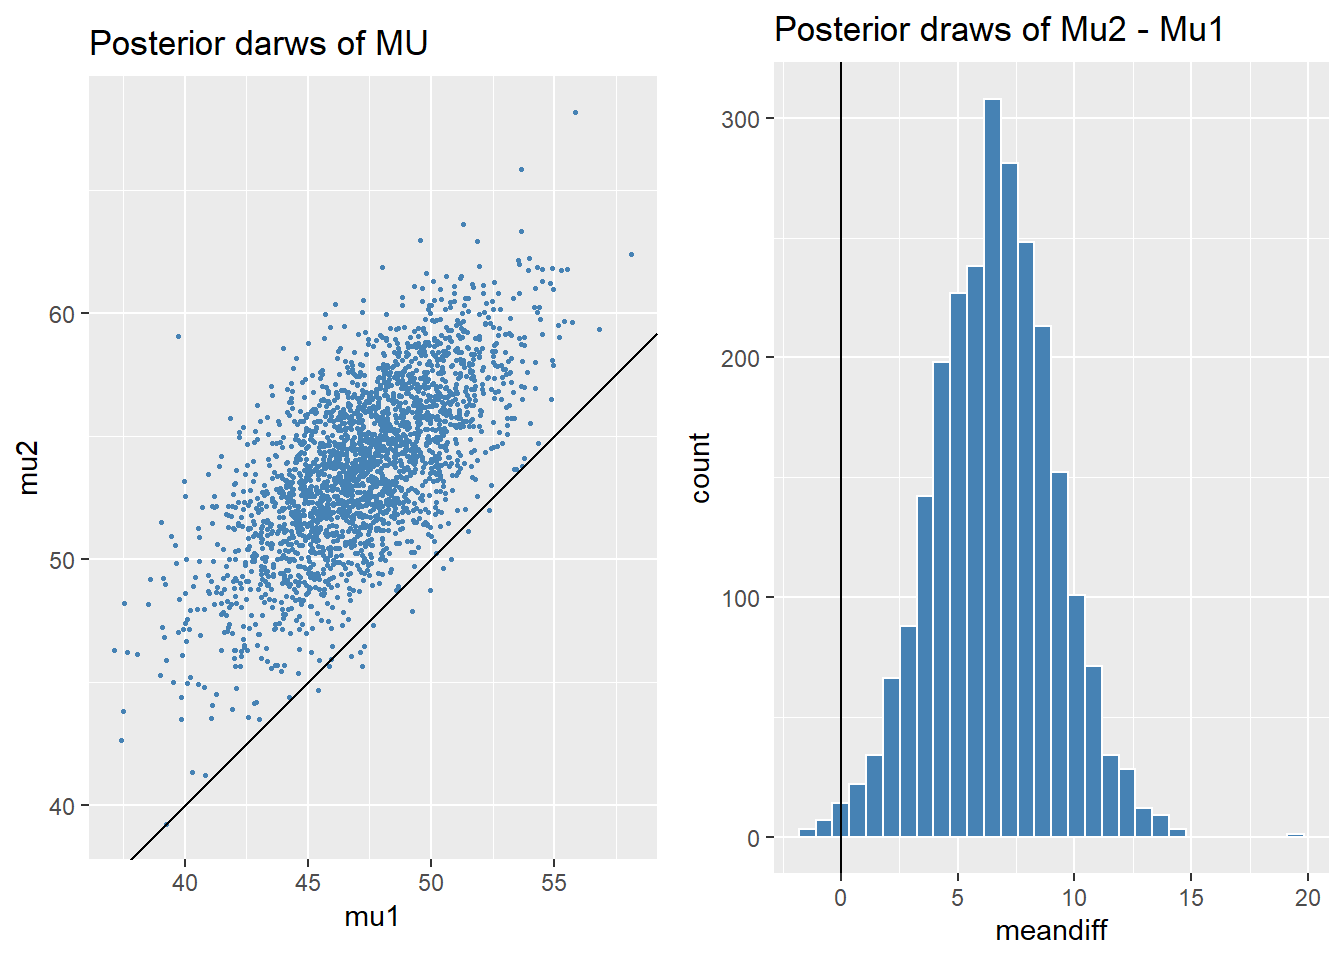 Posterior darws of MU
mu2
60
50
40
40 45 50 55
mu1
Posterior draws of Mu2 - Mu1
count
300
200
100
0
0 5 10 15 20
meandiff